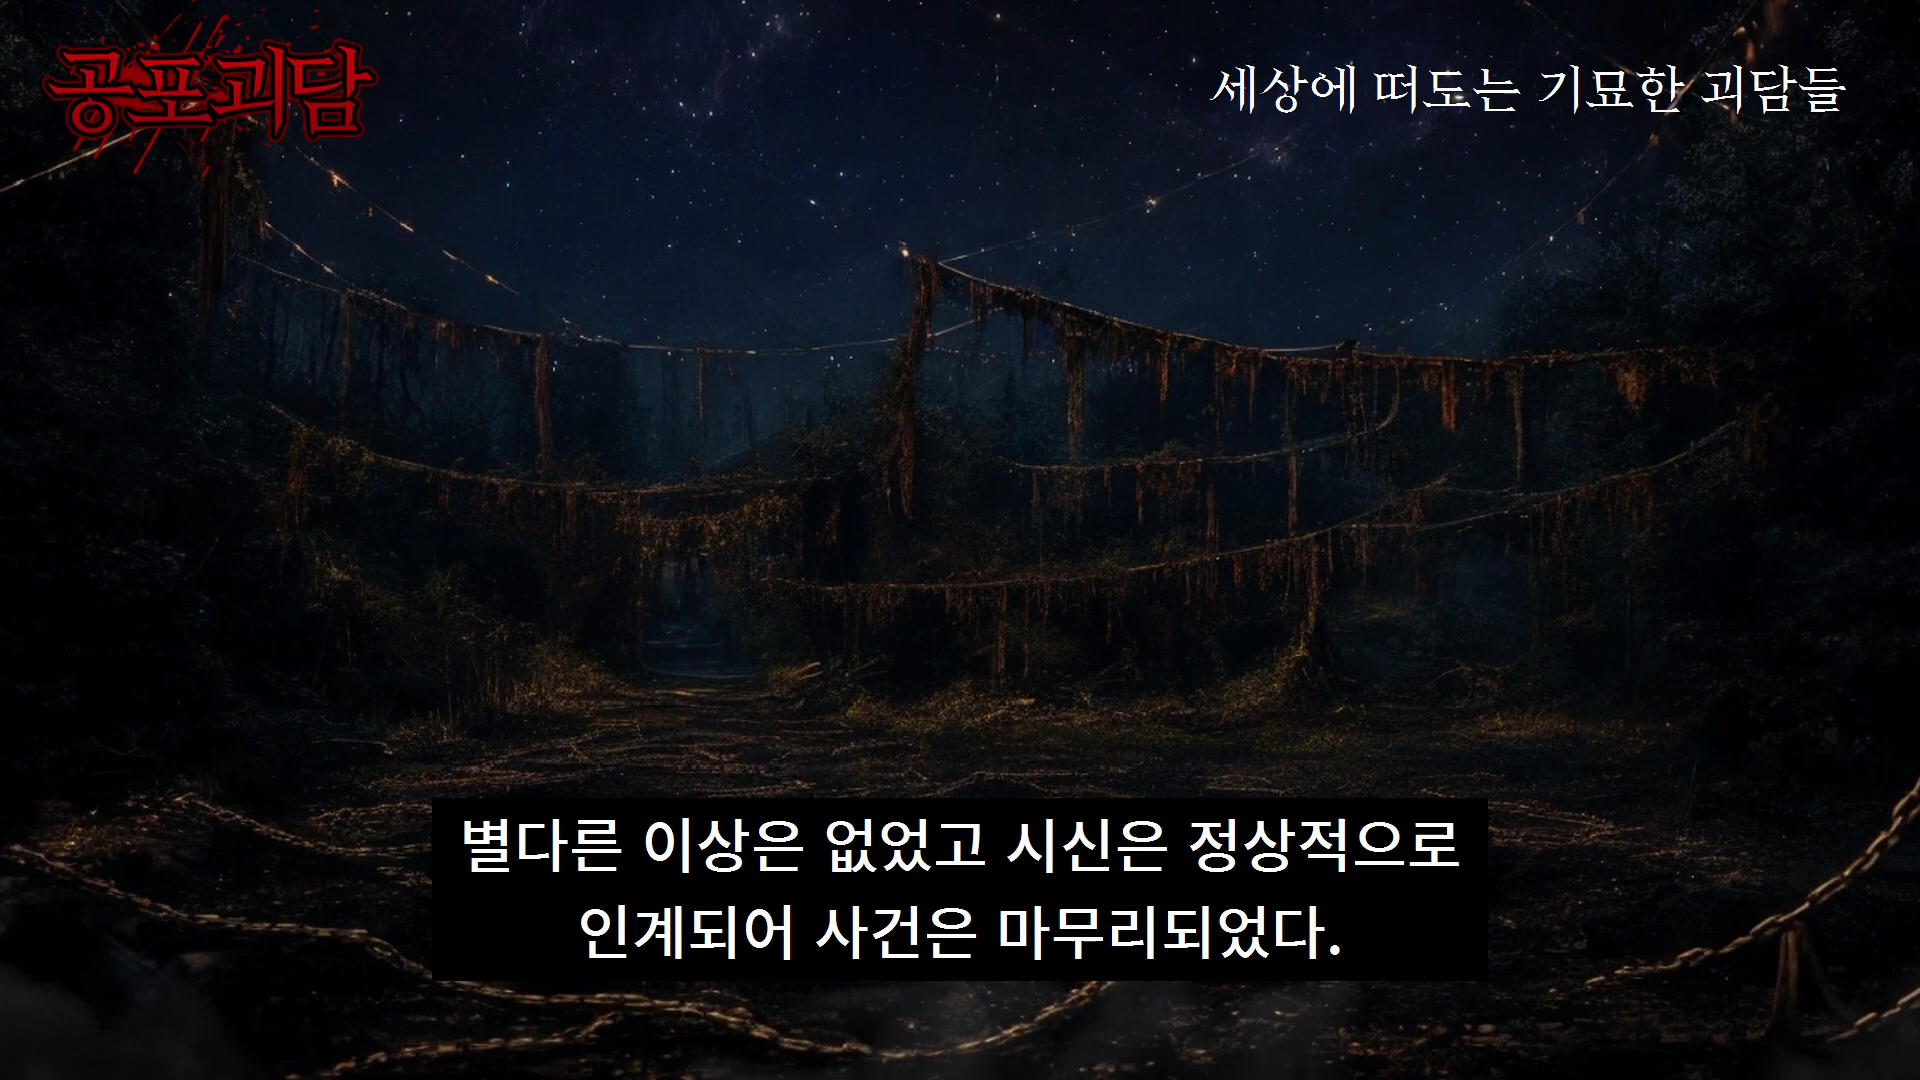 공포괴담
세상에 떠도는 기묘한 괴담들
별다른 이상은 없었고 시신은 정상적으로
인계되어 사건은 마무리되었다.